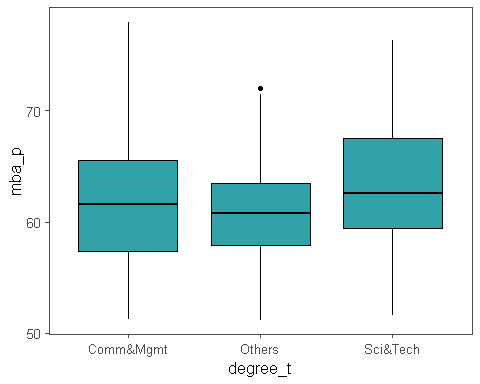 70
60
50
mba_p
Comm&Mgmt
Others
Sci&Tech
degree_t